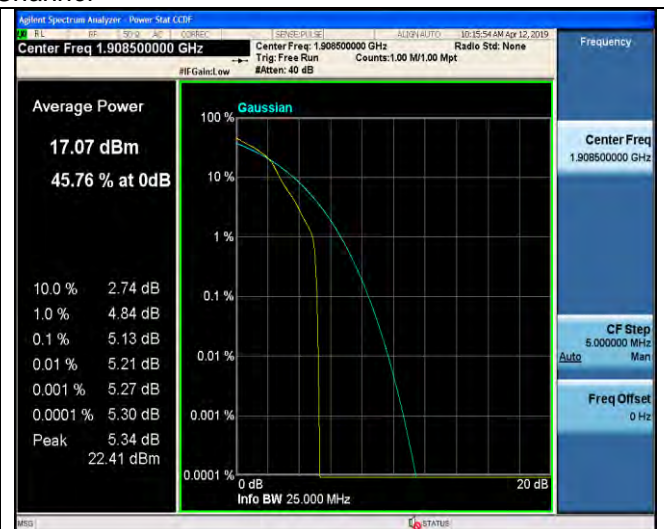 Channel
Agilent Spectrum Analyzer - Power Stat CCDF
RL RF 50 Ω AC CORREC SENSE:PULSE ALIGN AUTO 10:15:54 AM Apr 12, 2019
Center Freq 1.908500000 GHz
Center Freq: 1.908500000 GHz Radio Std: None
Trig: Free Run Counts:1.00 M/1.00 Mpt
#IFGain:Low #Atten: 40 dB
Frequency
Average Power
17.07 dBm
45.76 % at 0dB
10.0 % 2.74 dB
1.0 % 4.84 dB
0.1 % 5.13 dB
0.01 % 5.21 dB
0.001 % 5.27 dB
0.0001 % 5.30 dB
Peak 5.34 dB
22.41 dBm
Gaussian
100 %
10 %
1 %
0.1 %
0.01 %
0.001 %
0.0001 %
0 dB 20 dB
Info BW 25.000 MHz
Center Freq
1.908500000 GHz
CF Step
5.000000 MHz
Auto Man
Freq Offset
0 Hz
MSG STATUS